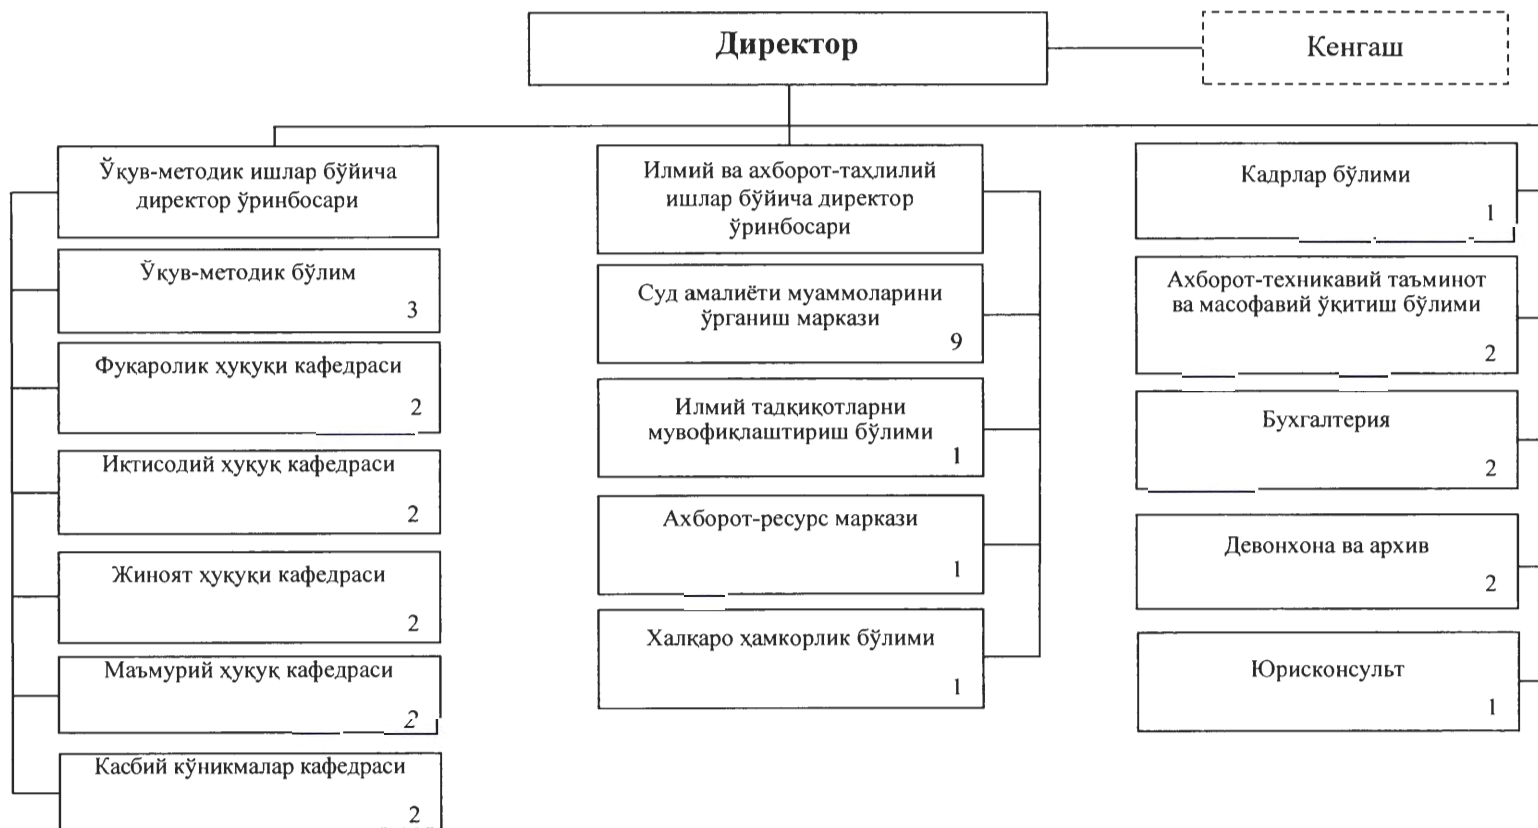 Директор
Кенгаш
Ўқув-методик ишлар бўйича
директор ўринбосари
Ўқув-методик бўлим
3
Фуқаролик ҳуқуқи кафедраси
2
Иқтисодий ҳуқуқ кафедраси
2
Жиноят ҳуқуқи кафедраси
2
Маъмурий ҳуқуқ кафедраси
2
Касбий кўникмалар кафедраси
2
Илмий ва ахборот-таҳлилий
ишлар бўйича директор
ўринбосари
Суд амалиёти муаммоларини
ўрганиш маркази
9
Илмий тадқиқотларни
мувофиқлаштириш бўлими
1
Ахборот-ресурс маркази
1
Халқаро ҳамкорлик бўлими
1
Кадрлар бўлими
1
Ахборот-техникавий таъминот
ва масофавий ўқитиш бўлими
2
Бухгалтерия
2
Девонхона ва архив
2
Юрисконсульт
1